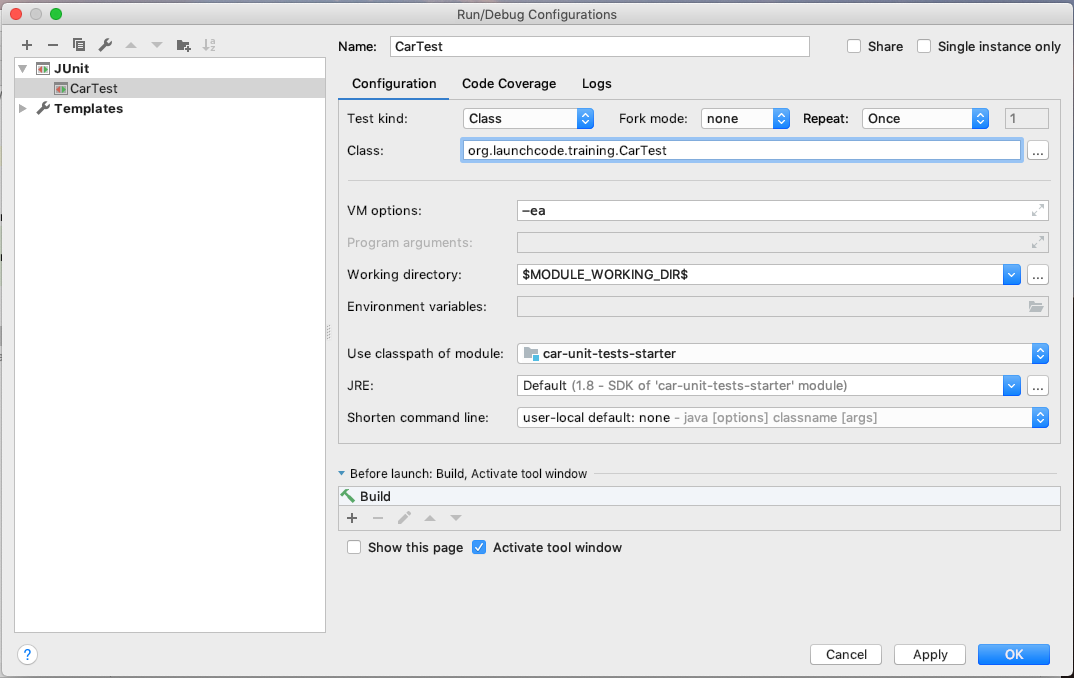 Run/Debug Configurations
Name: CarTest Share Single instance only
JUnit
CarTest
Templates
Configuration Code Coverage Logs
Test kind: Class Fork mode: none Repeat: Once 1
Class: org.launchcode.training.CarTest ...
VM options: –ea
Program arguments:
Working directory: $MODULE_WORKING_DIR$ ...
Environment variables:
Use classpath of module: car-unit-tests-starter
JRE: Default (1.8 - SDK of 'car-unit-tests-starter' module) ...
Shorten command line: user-local default: none - java [options] classname [args]
Before launch: Build, Activate tool window
Build
Show this page Activate tool window
? Cancel Apply OK